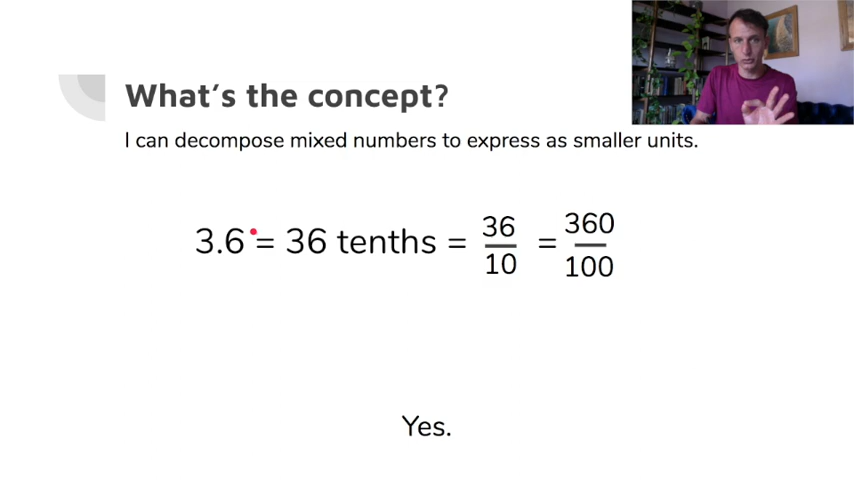 What's the concept?
I can decompose mixed numbers to express as smaller units.
3.6 = 36 tenths = 36/10 = 360/100
Yes.